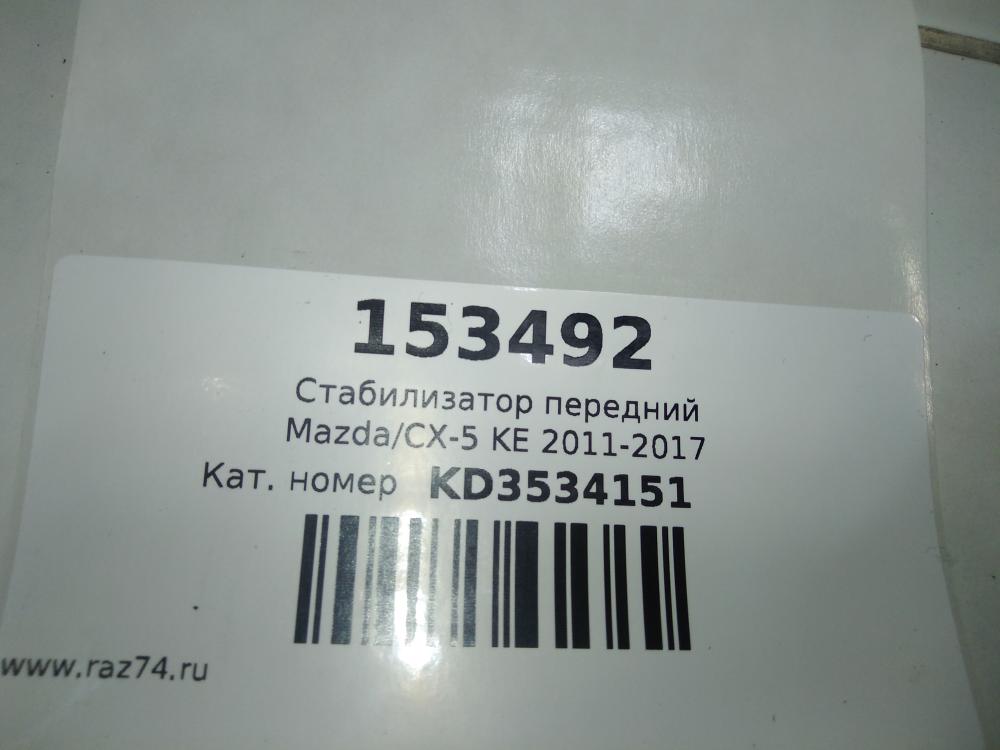 153492
Стабилизатор передний
Mazda/CX-5 KE 2011-2017
Кат. номер KD3534151
www.raz74.ru